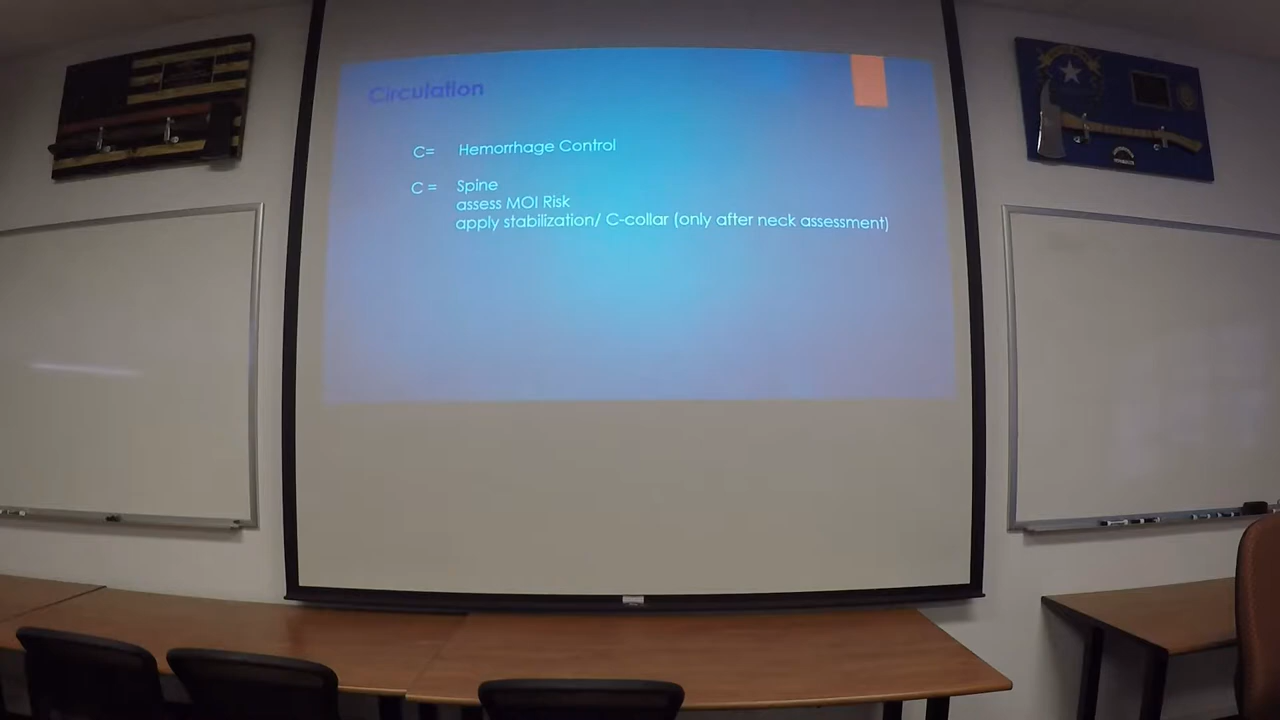 Circulation
C= Hemorrhage Control
C = Spine
assess MOI Risk
apply stabilization/ C-collar (only after neck assessment)